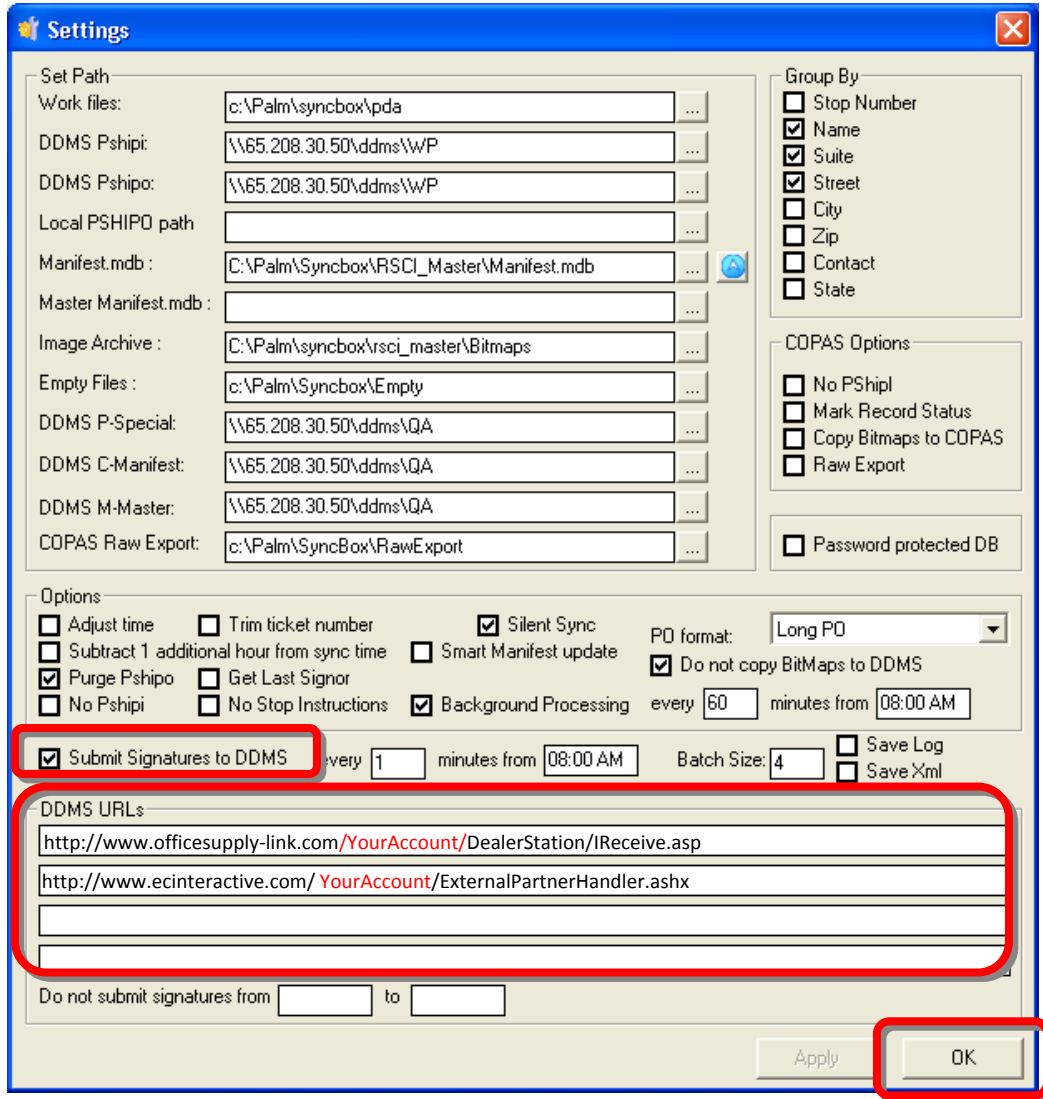 Settings
Set Path
Work files: c:\Palm\syncbox\pda ...
DDMS Pshipi: \\65.208.30.50\ddms\WP ...
DDMS Pshipo: \\65.208.30.50\ddms\WP ...
Local PSHIPO path ...
Manifest.mdb : C:\Palm\Syncbox\RSCI_Master\Manifest.mdb ...
Master Manifest.mdb : ...
Image Archive : C:\Palm\syncbox\rsci_master\Bitmaps ...
Empty Files : c:\Palm\Syncbox\Empty ...
DDMS P-Special: \\65.208.30.50\ddms\QA ...
DDMS C-Manifest: \\65.208.30.50\ddms\QA ...
DDMS M-Master: \\65.208.30.50\ddms\QA ...
COPAS Raw Export: c:\Palm\SyncBox\RawExport ...
Group By
Stop Number
Name
Suite
Street
City
Zip
Contact
State
COPAS Options
No PShipI
Mark Record Status
Copy Bitmaps to COPAS
Raw Export
Password protected DB
Options
Adjust time Trim ticket number Silent Sync PO format: Long PO
Subtract 1 additional hour from sync time Smart Manifest update Do not copy BitMaps to DDMS
Purge Pshipo Get Last Signor
No Pshipi No Stop Instructions Background Processing every 60 minutes from 08:00 AM
Submit Signatures to DDMS every 1 minutes from 08:00 AM Batch Size: 4 Save Log
Save Xml
DDMS URLs
http://www.officesupply-link.com/YourAccount/DealerStation/IReceive.asp
http://www.ecinteractive.com/ YourAccount/ExternalPartnerHandler.ashx
Do not submit signatures from to
Apply OK